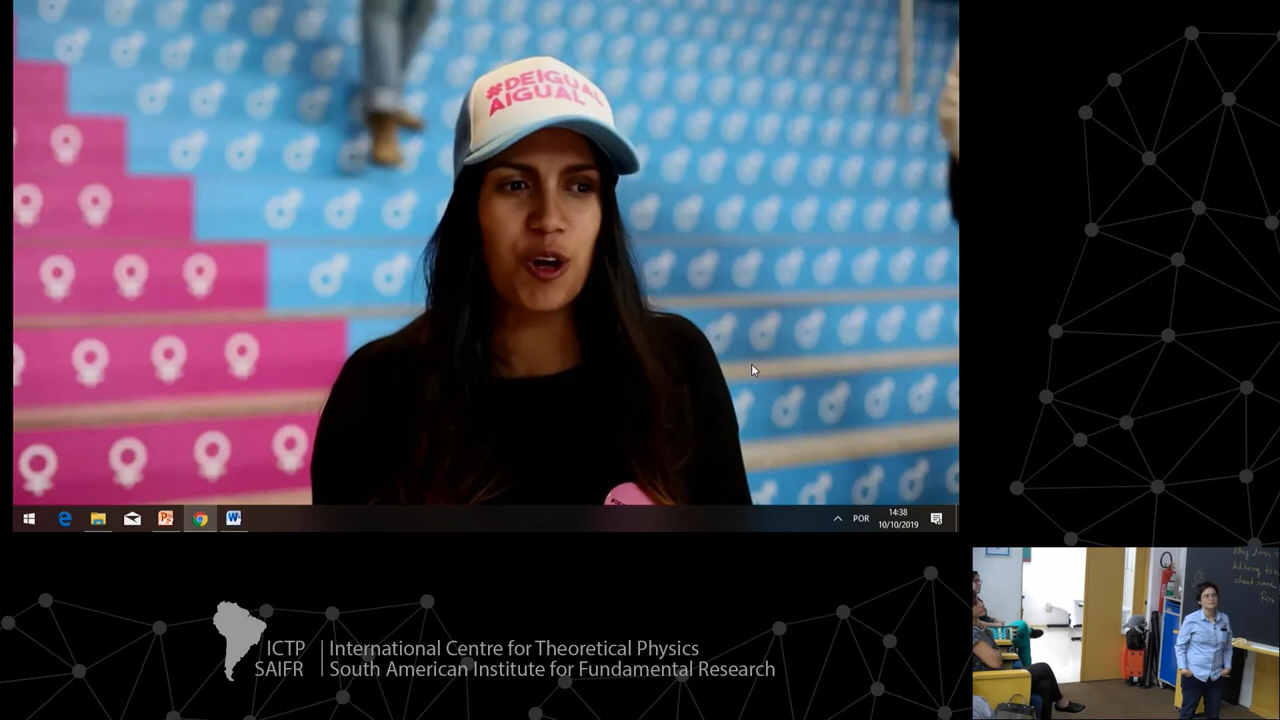 #DEIGUAL
AIGUAL
POR
14:38
10/10/2019
ICTP | International Centre for Theoretical Physics
SAIFR | South American Institute for Fundamental Research